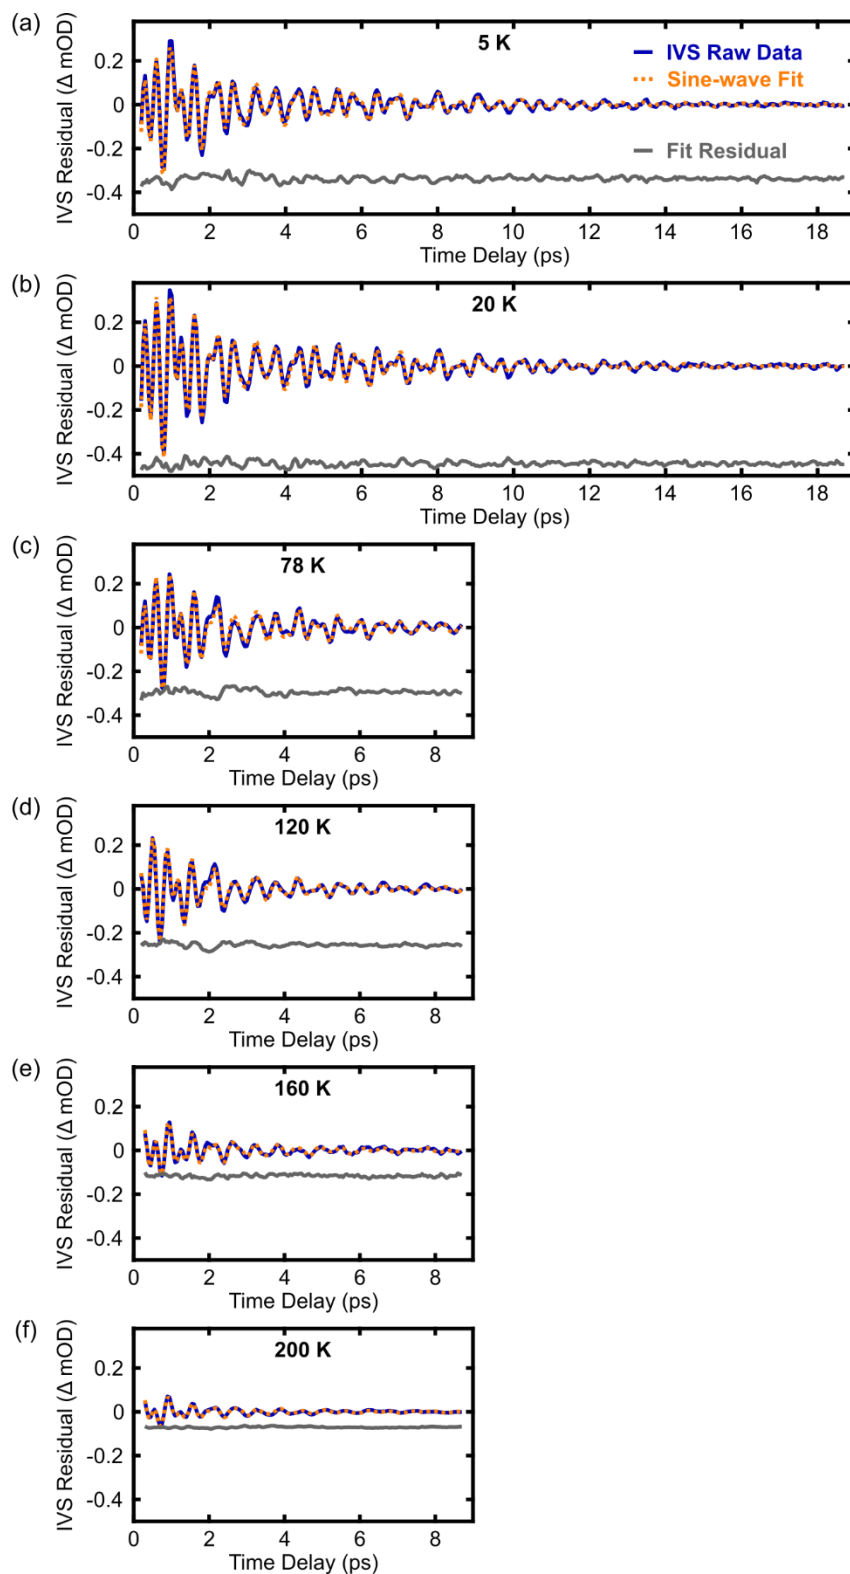 (a)
5 K
IVS Raw Data
Sine-wave Fit
Fit Residual
IVS Residual (Δ mOD)
0.2
0
-0.2
-0.4
0 2 4 6 8 10 12 14 16 18
Time Delay (ps)
(b)
20 K
IVS Residual (Δ mOD)
0.2
0
-0.2
-0.4
0 2 4 6 8 10 12 14 16 18
Time Delay (ps)
(c)
78 K
IVS Residual (Δ mOD)
0.2
0
-0.2
-0.4
0 2 4 6 8
Time Delay (ps)
(d)
120 K
IVS Residual (Δ mOD)
0.2
0
-0.2
-0.4
0 2 4 6 8
Time Delay (ps)
(e)
160 K
IVS Residual (Δ mOD)
0.2
0
-0.2
-0.4
0 2 4 6 8
Time Delay (ps)
(f)
200 K
IVS Residual (Δ mOD)
0.2
0
-0.2
-0.4
0 2 4 6 8
Time Delay (ps)